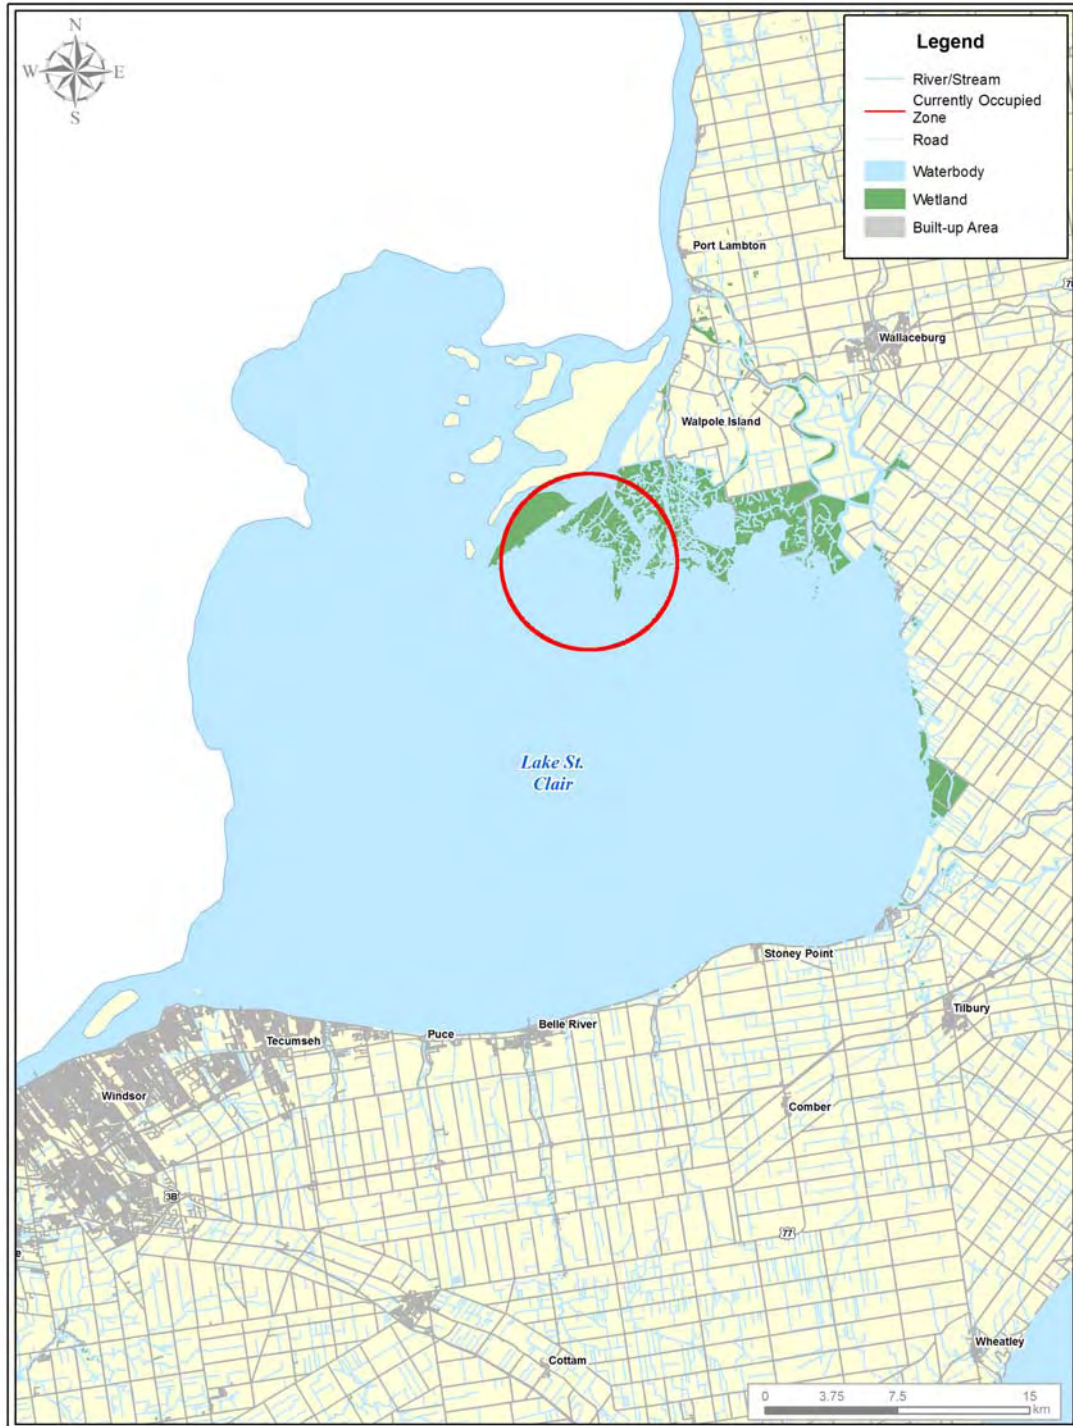 N
W E
S
Legend
River/Stream
Currently Occupied
Zone
Road
Waterbody
Wetland
Built-up Area
Port Lambton
Wallaceburg
Walpole Island
Lake St.
Clair
Stoney Point
Tilbury
Belle River
Puce
Tecumseh
Windsor
Comber
3B
77
e
Wheatley
Cottam
0 3.75 7.5 15
km